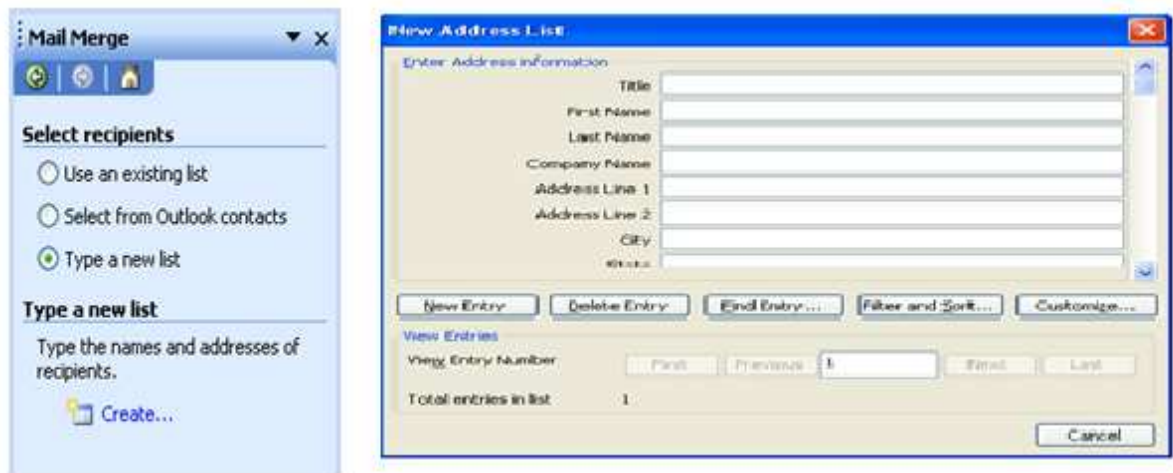 Mail Merge
Select recipients
Use an existing list
Select from Outlook contacts
Type a new list
Type a new list
Type the names and addresses of
recipients.
Create...
New Address List
Enter Address information
Title
First Name
Last Name
Company Name
Address Line 1
Address Line 2
City
State
New Entry Delete Entry Find Entry... Filter and Sort... Customize...
View Entries
View Entry Number First Previous 1 Next Last
Total entries in list 1
Cancel